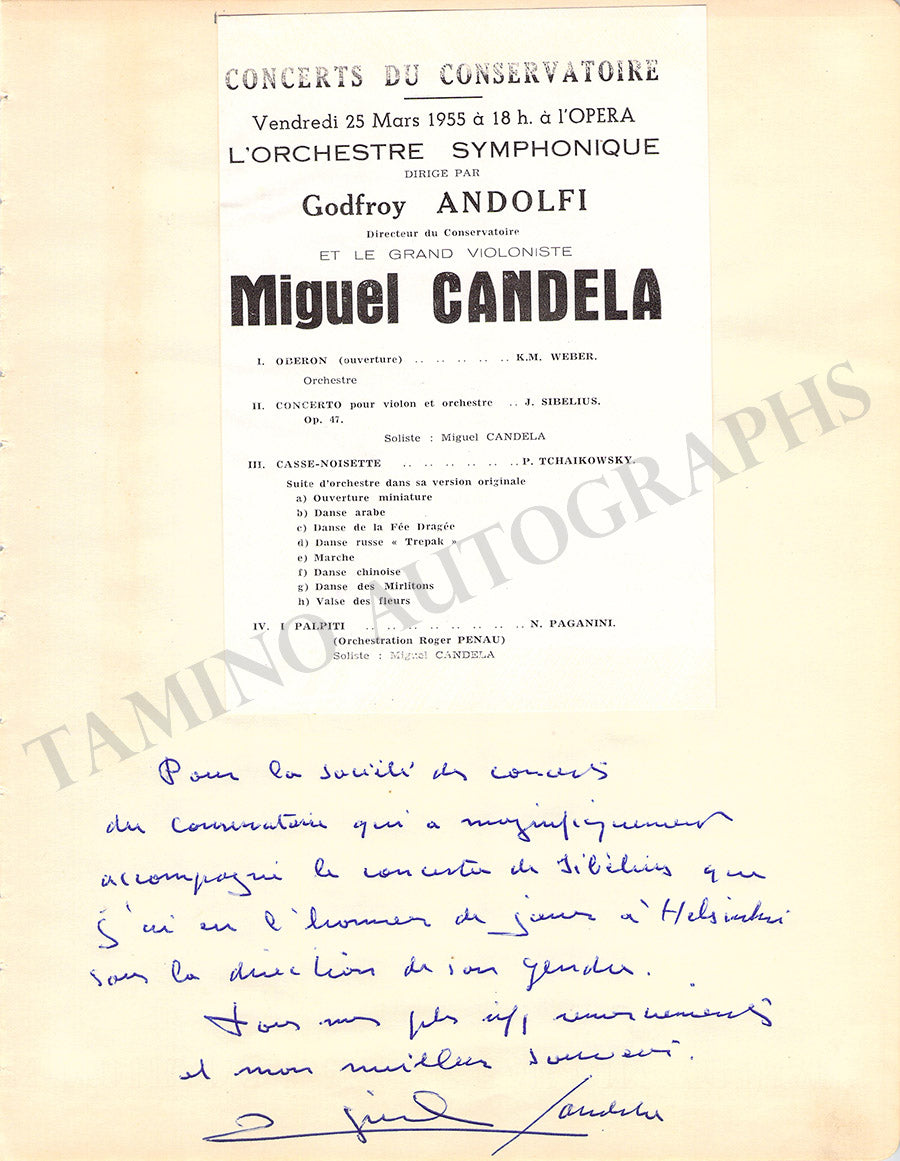 CONCERTS DU CONSERVATOIRE
Vendredi 25 Mars 1955 à 18 h. à l'OPERA
L'ORCHESTRE SYMPHONIQUE
DIRIGE PAR
Godfroy ANDOLFI
Directeur du Conservatoire
ET LE GRAND VIOLONISTE
Miguel CANDELA
I. OBERON (ouverture) .. .. .. .. .. K.M. WEBER.
Orchestre
II. CONCERTO pour violon et orchestre .. J. SIBELIUS.
Op. 47.
Soliste : Miguel CANDELA
III. CASSE-NOISETTE .. .. .. .. .. .. P. TCHAIKOWSKY.
Suite d'orchestre dans sa version originale
a) Ouverture miniature
b) Danse arabe
c) Danse de la Fée Dragée
d) Danse russe « Trepak »
e) Marche
f) Danse chinoise
g) Danse des Mirlitons
h) Valse des fleurs
IV. I PALPITI .. .. .. .. .. .. .. .. N. PAGANINI.
(Orchestration Roger PENAU)
Soliste : Miguel CANDELA
TAMINO AUTOGRAPHS
Pour la société des concerts
du conservatoire qui a magnifiquement
accompagné le concerto de Sibélius que
j'ai eu l'honneur de jouer à Helsinki
sous la direction de son gendre.
Tous mes plus vifs remerciements
et mon meilleur souvenir.
Miguel Candela